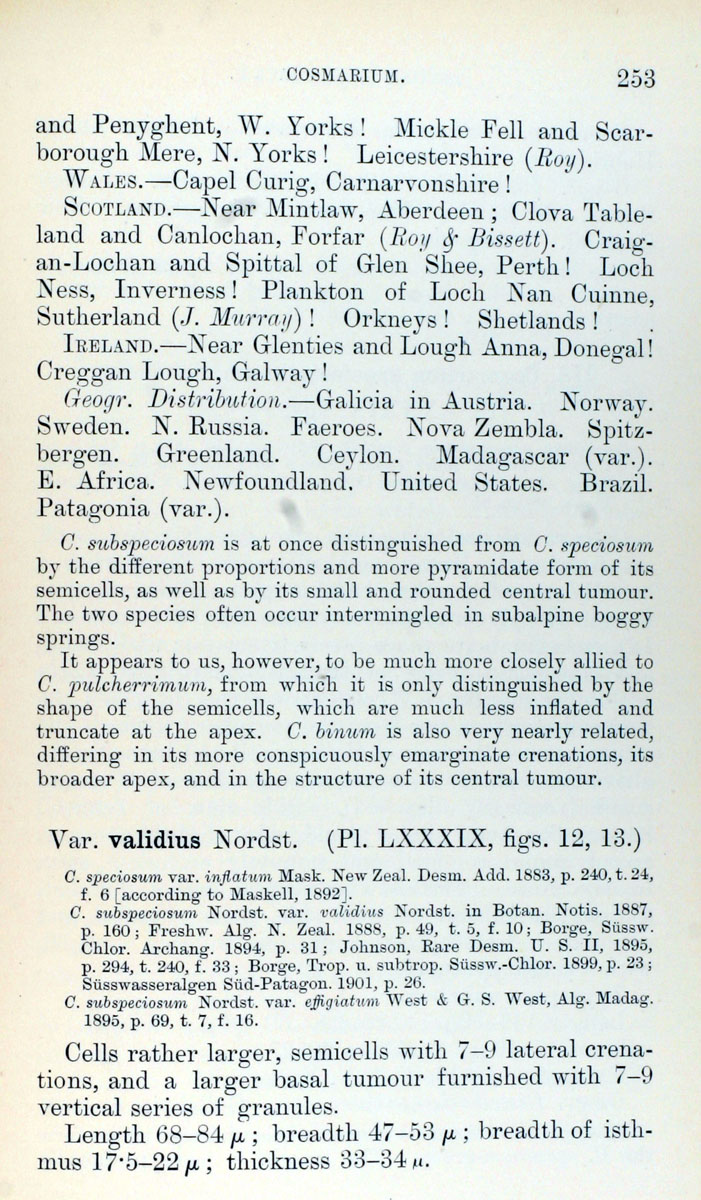 COSMARIUM. 253
and Penyghent, W. Yorks! Mickle Fell and Scar-
borough Mere, N. Yorks! Leicestershire (Roy).
WALES.—Capel Curig, Carnarvonshire!
SCOTLAND.—Near Mintlaw, Aberdeen; Clova Table-
land and Canlochan, Forfar (Roy & Bissett). Craig-
an-Lochan and Spittal of Glen Shee, Perth! Loch
Ness, Inverness! Plankton of Loch Nan Cuinne,
Sutherland (J. Murray)! Orkneys! Shetlands!
IRELAND.—Near Glenties and Lough Anna, Donegal!
Creggan Lough, Galway!
Geogr. Distribution.—Galicia in Austria. Norway.
Sweden. N. Russia. Faeroes. Nova Zembla. Spitz-
bergen. Greenland. Ceylon. Madagascar (var.).
E. Africa. Newfoundland. United States. Brazil.
Patagonia (var.).
C. subspeciosum is at once distinguished from C. speciosum
by the different proportions and more pyramidate form of its
semicells, as well as by its small and rounded central tumour.
The two species often occur intermingled in subalpine boggy
springs.
It appears to us, however, to be much more closely allied to
C. pulcherrimum, from which it is only distinguished by the
shape of the semicells, which are much less inflated and
truncate at the apex. C. binum is also very nearly related,
differing in its more conspicuously emarginate crenations, its
broader apex, and in the structure of its central tumour.
Var. validius Nordst. (Pl. LXXXIX, figs. 12, 13.)
C. speciosum var. inflatum Mask. New Zeal. Desm. Add. 1883, p. 240, t. 24,
f. 6 [according to Maskell, 1892].
C. subspeciosum Nordst. var. validius Nordst. in Botan. Notis. 1887,
p. 160; Freshw. Alg. N. Zeal. 1888, p. 49, t. 5, f. 10; Borge, Süssw.
Chlor. Archang. 1894, p. 31; Johnson, Rare Desm. U. S. II, 1895,
p. 294, t. 240, f. 33; Borge, Trop. u. subtrop. Süssw.-Chlor. 1899, p. 23;
Süsswasseralgen Süd-Patagon. 1901, p. 26.
C. subspeciosum Nordst. var. effigiatum West & G. S. West, Alg. Madag.
1895, p. 69, t. 7, f. 16.
Cells rather larger, semicells with 7–9 lateral crena-
tions, and a larger basal tumour furnished with 7–9
vertical series of granules.
Length 68–84 μ; breadth 47–53 μ; breadth of isth-
mus 17·5–22 μ; thickness 33–34 μ.